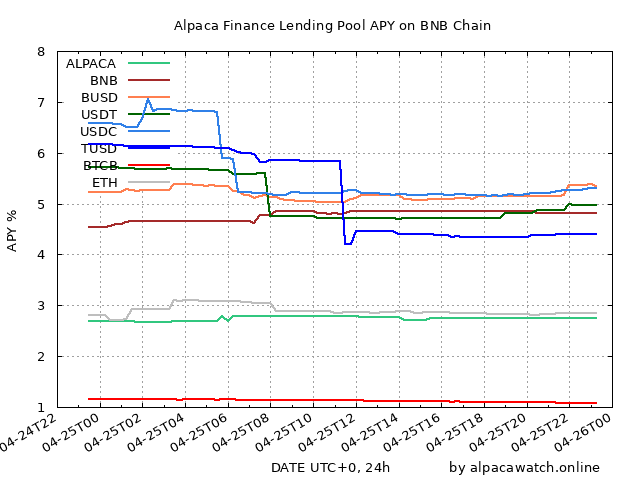 Alpaca Finance Lending Pool APY on BNB Chain
8
7
6
5
4
3
2
1
APY %
ALPACA
BNB
BUSD
USDT
USDC
TUSD
BTCB
ETH
04-24T22
04-25T00
04-25T02
04-25T04
04-25T06
04-25T08
04-25T10
04-25T12
04-25T14
04-25T16
04-25T18
04-25T20
04-25T22
04-26T00
DATE UTC+0, 24h
by alpacawatch.online